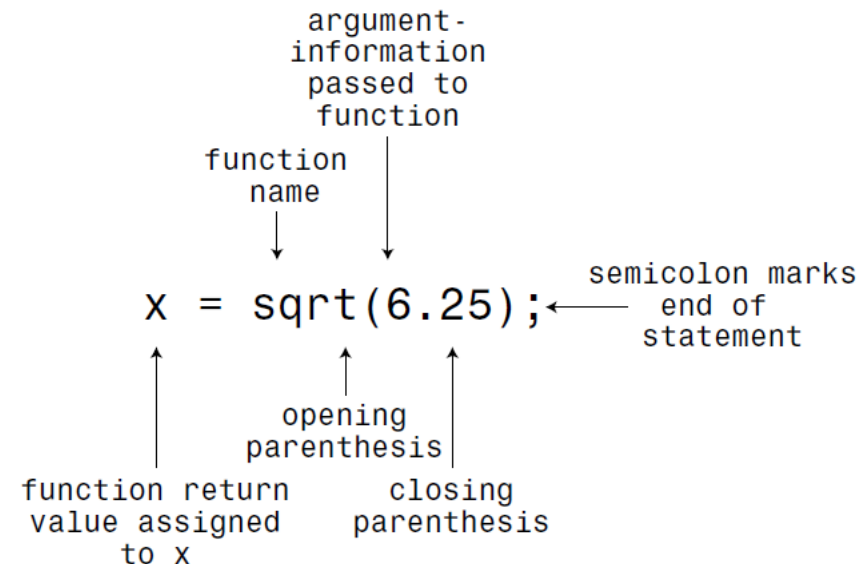 argument-
information
passed to
function
function
name
x = sqrt(6.25);
semicolon marks
end of
statement
opening
parenthesis
function return
value assigned
to x
closing
parenthesis